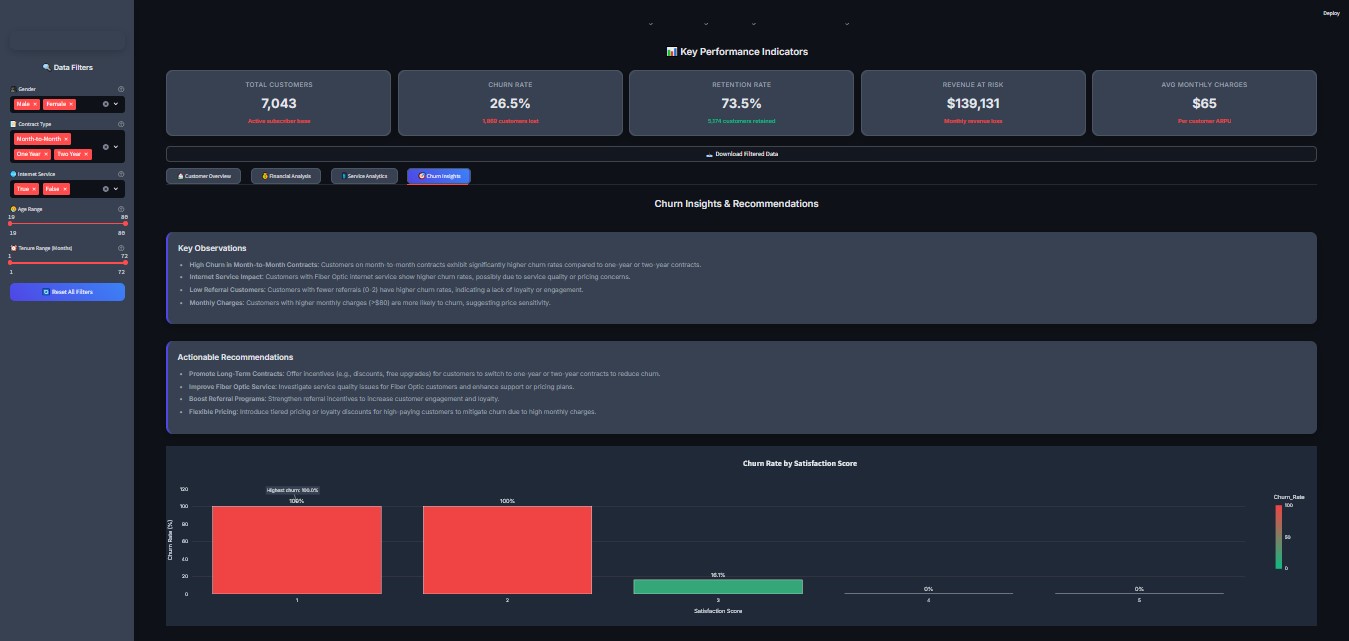 Deploy
Data Filters
Gender
Male × Female ×
Contract Type
Month-to-Month ×
One Year × Two Year ×
Internet Service
True × False ×
Age Range
19 80
19 80
Tenure Range (Months)
1 72
1 72
Reset All Filters
Key Performance Indicators
TOTAL CUSTOMERS
7,043
Active subscriber base
CHURN RATE
26.5%
1,869 customers lost
RETENTION RATE
73.5%
5,174 customers retained
REVENUE AT RISK
$139,131
Monthly revenue loss
AVG MONTHLY CHARGES
$65
Per customer ARPU
Download Filtered Data
Customer Overview
Financial Analysis
Service Analytics
Churn Insights
Churn Insights & Recommendations
Key Observations
• High Churn in Month-to-Month Contracts: Customers on month-to-month contracts exhibit significantly higher churn rates compared to one-year or two-year contracts.
• Internet Service Impact: Customers with Fiber Optic internet service show higher churn rates, possibly due to service quality or pricing concerns.
• Low Referral Customers: Customers with fewer referrals (0-2) have higher churn rates, indicating a lack of loyalty or engagement.
• Monthly Charges: Customers with higher monthly charges (>$80) are more likely to churn, suggesting price sensitivity.
Actionable Recommendations
• Promote Long-Term Contracts: Offer incentives (e.g., discounts, free upgrades) for customers to switch to one-year or two-year contracts to reduce churn.
• Improve Fiber Optic Service: Investigate service quality issues for Fiber Optic customers and enhance support or pricing plans.
• Boost Referral Programs: Strengthen referral incentives to increase customer engagement and loyalty.
• Flexible Pricing: Introduce tiered pricing or loyalty discounts for high-paying customers to mitigate churn due to high monthly charges.
Churn Rate by Satisfaction Score
Highest churn: 100.0%
100%
100%
16.1%
0%
0%
120
100
80
60
40
20
0
Churn Rate (%)
1
2
3
4
5
Satisfaction Score
Churn_Rate
100
50
0